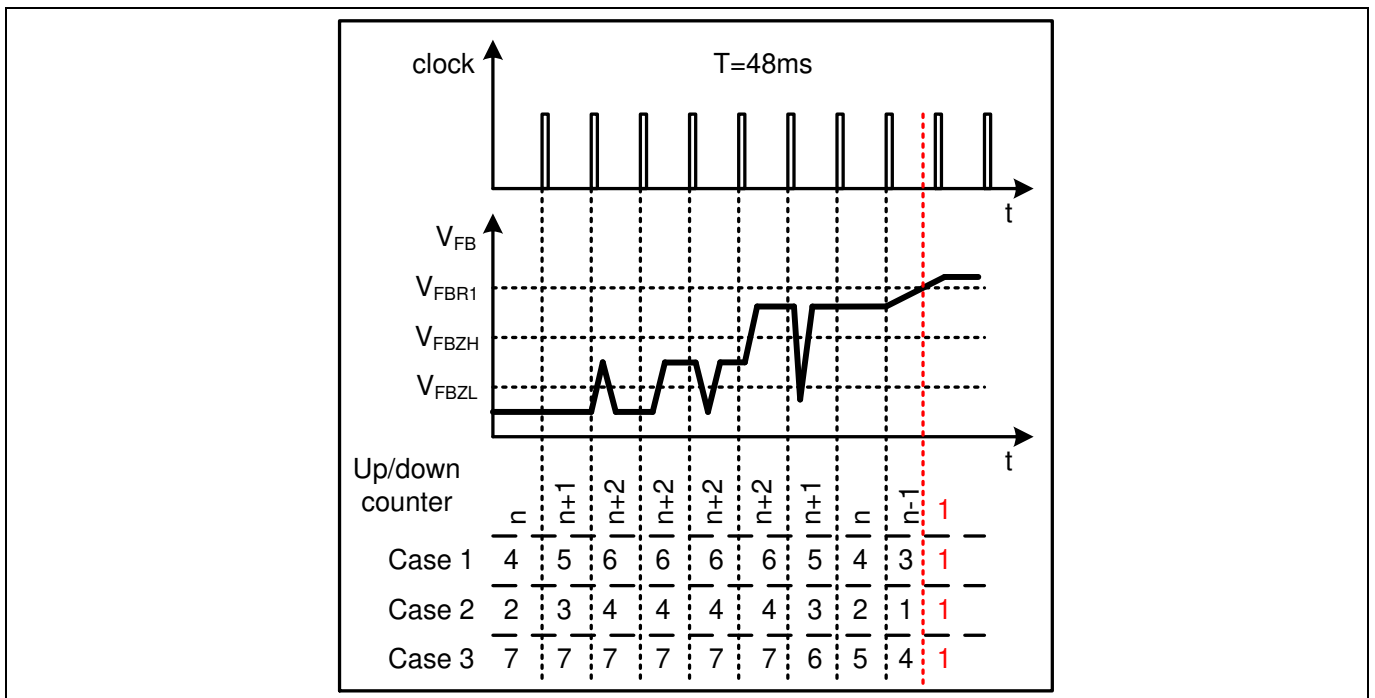 clock T=48ms
t
VFB
VFBR1
VFBZH
VFBZL
t
Up/down
counter n n+1 n+2 n+2 n+2 n+2 n+1 n n-1 1
Case 1 4 5 6 6 6 6 5 4 3 1
Case 2 2 3 4 4 4 4 3 2 1 1
Case 3 7 7 7 7 7 7 6 5 4 1